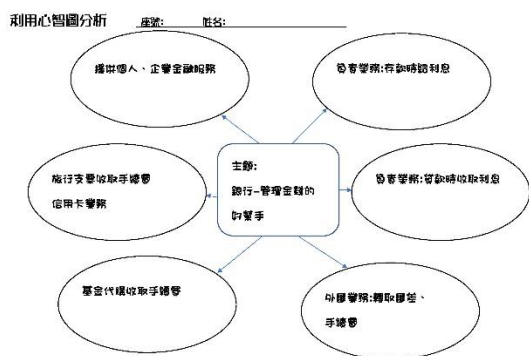 利用心智圖分析 座號: 姓名:
提供個人、企業金融服務
負責業務:存款時認利息
旅行支票收取手續費
信用卡業務
主題:
銀行-管理金錢的
好幫手
負責業務:貸款時收取利息
基金代購收取手續費
外匯業務:賺取匯差、
手續費